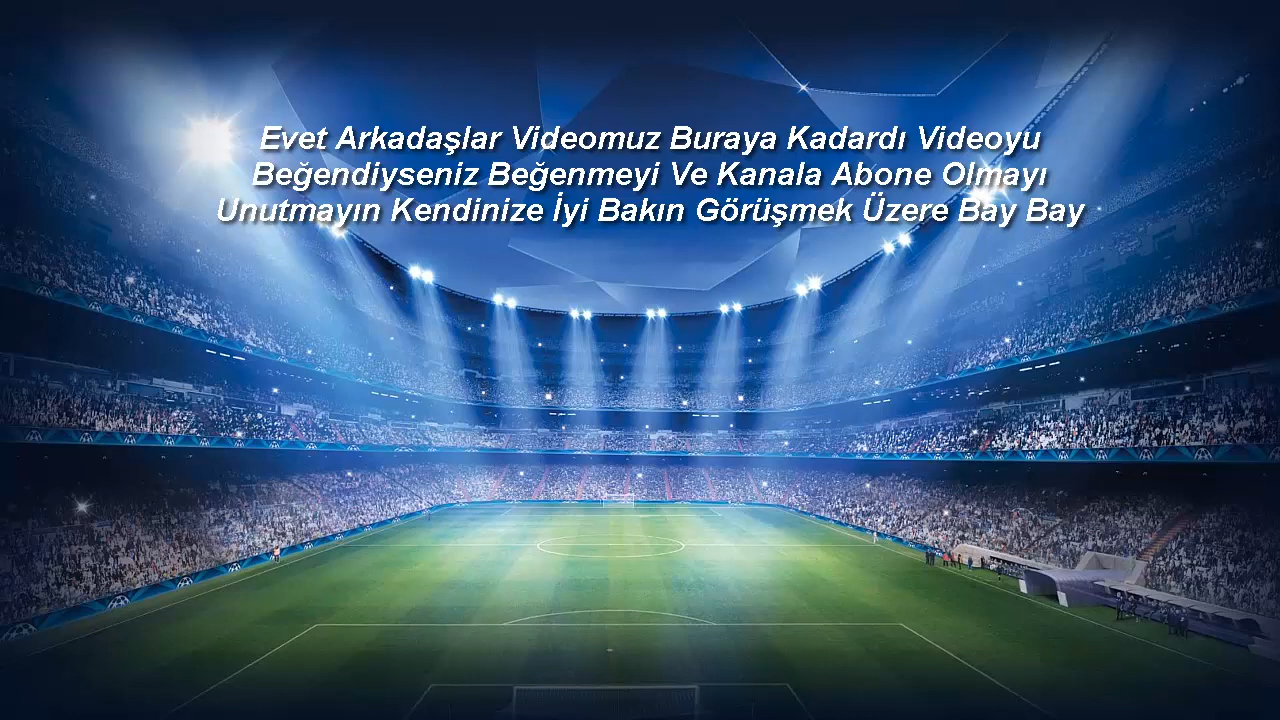 Evet Arkadaşlar Videomuz Buraya Kadardı Videoyu
Beğendiyseniz Beğenmeyi Ve Kanala Abone Olmayı
Unutmayın Kendinize İyi Bakın Görüşmek Üzere Bay Bay